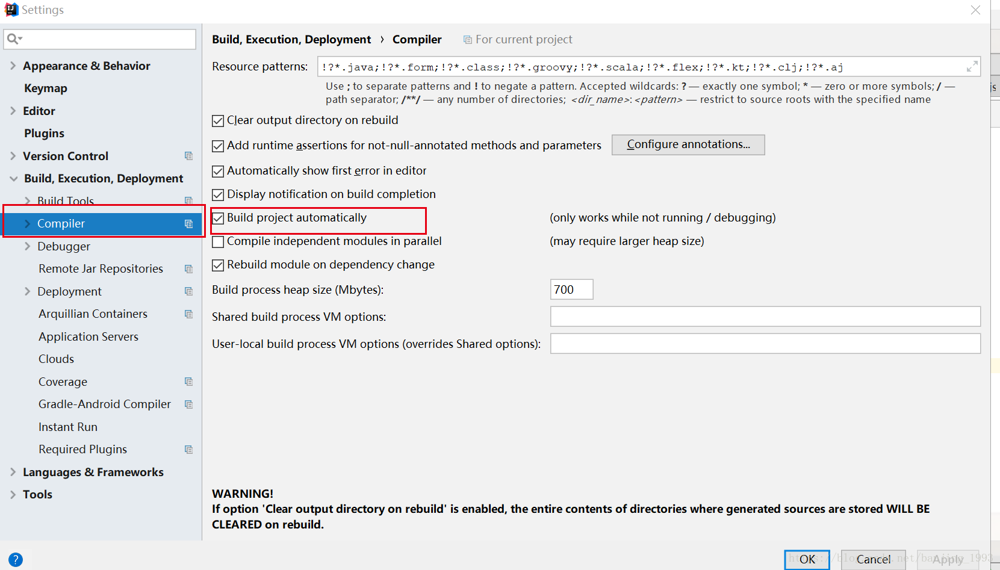 Settings
Appearance & Behavior
Keymap
Editor
Plugins
Version Control
Build, Execution, Deployment
Build Tools
Compiler
Debugger
Remote Jar Repositories
Deployment
Arquillian Containers
Application Servers
Clouds
Coverage
Gradle-Android Compiler
Instant Run
Required Plugins
Languages & Frameworks
Tools
Build, Execution, Deployment › Compiler For current project
Resource patterns: !?*.java;!?*.form;!?*.class;!?*.groovy;!?*.scala;!?*.flex;!?*.kt;!?*.clj;!?*.aj
Use ; to separate patterns and ! to negate a pattern. Accepted wildcards: ? — exactly one symbol; * — zero or more symbols; / —
path separator; /**/ — any number of directories; <dir_name>:<pattern> — restrict to source roots with the specified name
Clear output directory on rebuild
Add runtime assertions for not-null-annotated methods and parameters Configure annotations...
Automatically show first error in editor
Display notification on build completion
Build project automatically (only works while not running / debugging)
Compile independent modules in parallel (may require larger heap size)
Rebuild module on dependency change
Build process heap size (Mbytes): 700
Shared build process VM options:
User-local build process VM options (overrides Shared options):
WARNING!
If option 'Clear output directory on rebuild' is enabled, the entire contents of directories where generated sources are stored WILL BE
CLEARED on rebuild.
? OK Cancel Apply
js